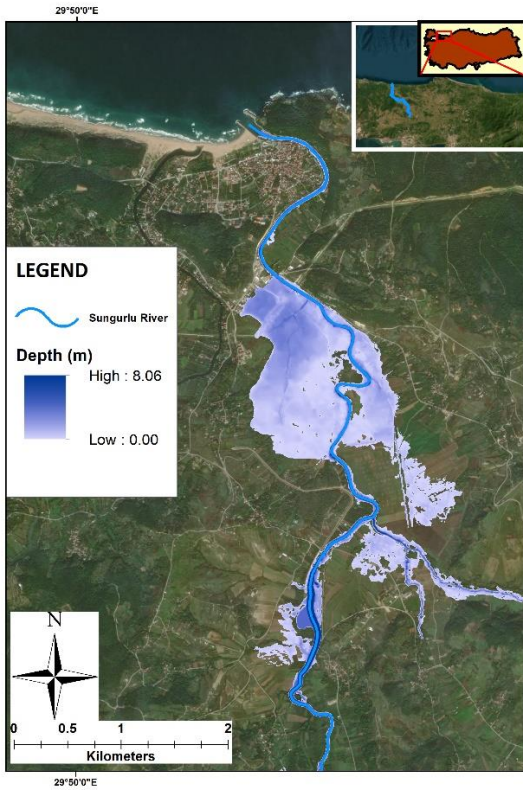 29°50'0"E
LEGEND
Sungurlu River
Depth (m)
High : 8.06
Low : 0.00
N
0 0.5 1 2
Kilometers
29°50'0"E